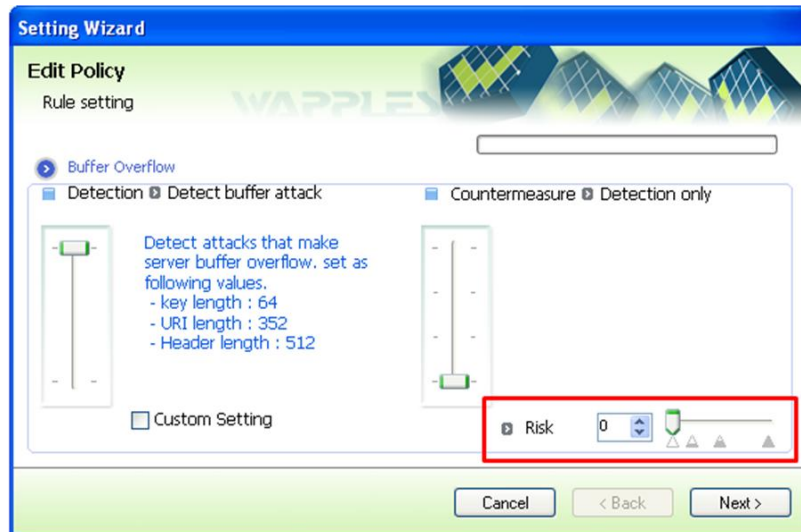 Setting Wizard
Edit Policy
Rule setting
WAPPLES
Buffer Overflow
Detection Detect buffer attack
Countermeasure Detection only
Detect attacks that make
server buffer overflow. set as
following values.
- key length : 64
- URI length : 352
- Header length : 512
Custom Setting
Risk 0
Cancel < Back Next >